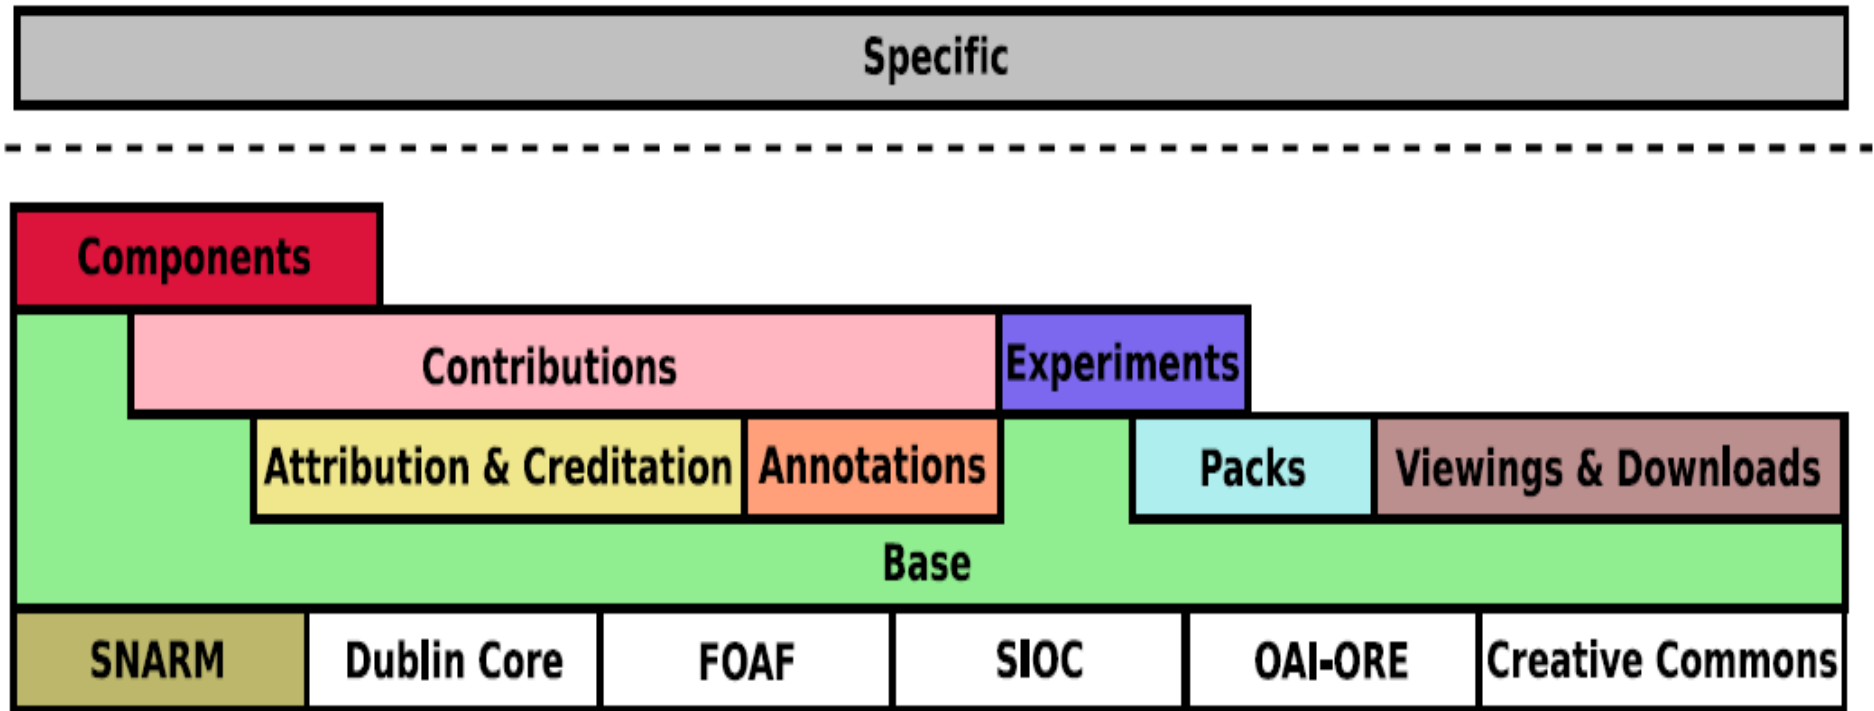 Specific
Components
Contributions
Experiments
Attribution & Creditation
Annotations
Packs
Viewings & Downloads
Base
SNARM
Dublin Core
FOAF
SIOC
OAI-ORE
Creative Commons